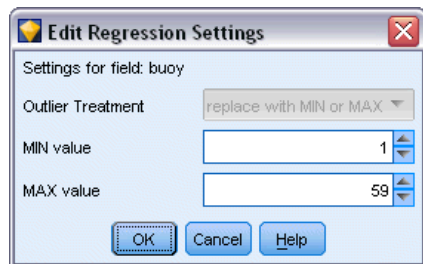 Edit Regression Settings
Settings for field: buoy
Outlier Treatment replace with MIN or MAX
MIN value 1
MAX value 59
OK Cancel Help